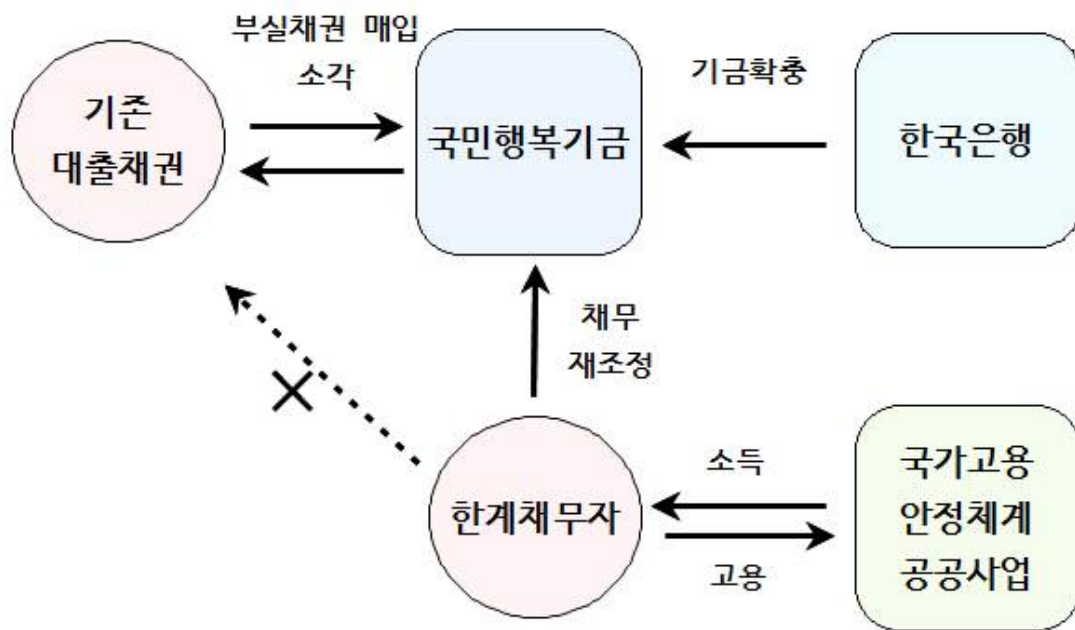 부실채권 매입
소각
기존
대출채권
국민행복기금
기금확충
한국은행
채무
재조정
한계채무자
소득
고용
국가고용
안정체계
공공사업